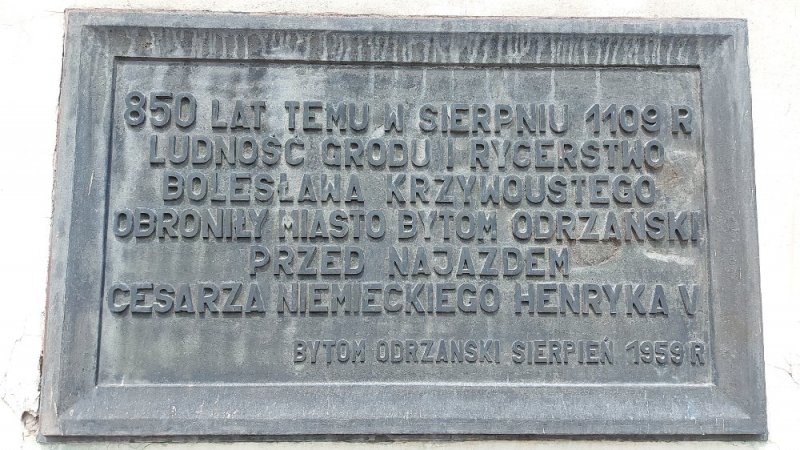 850 LAT TEMU W SIERPNIU 1109 R
LUDNOŚĆ GRODU I RYCERSTWO
BOLESŁAWA KRZYWOUSTEGO
OBRONIŁY MIASTO BYTOM ODRZAŃSKI
PRZED NAJAZDEM
CESARZA NIEMIECKIEGO HENRYKA V
BYTOM ODRZAŃSKI SIERPIEŃ 1959 R